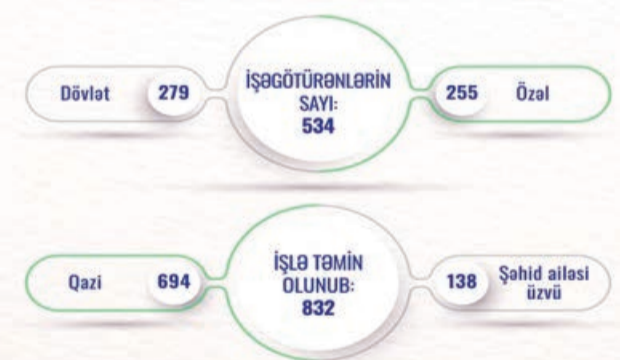 Dövlət
279
İŞƏGÖTÜRƏNLƏRİN
SAYI:
534
255
Özəl
Qazi
694
İŞLƏ TƏMİN
OLUNUB:
832
138
Şəhid ailəsi
üzvü